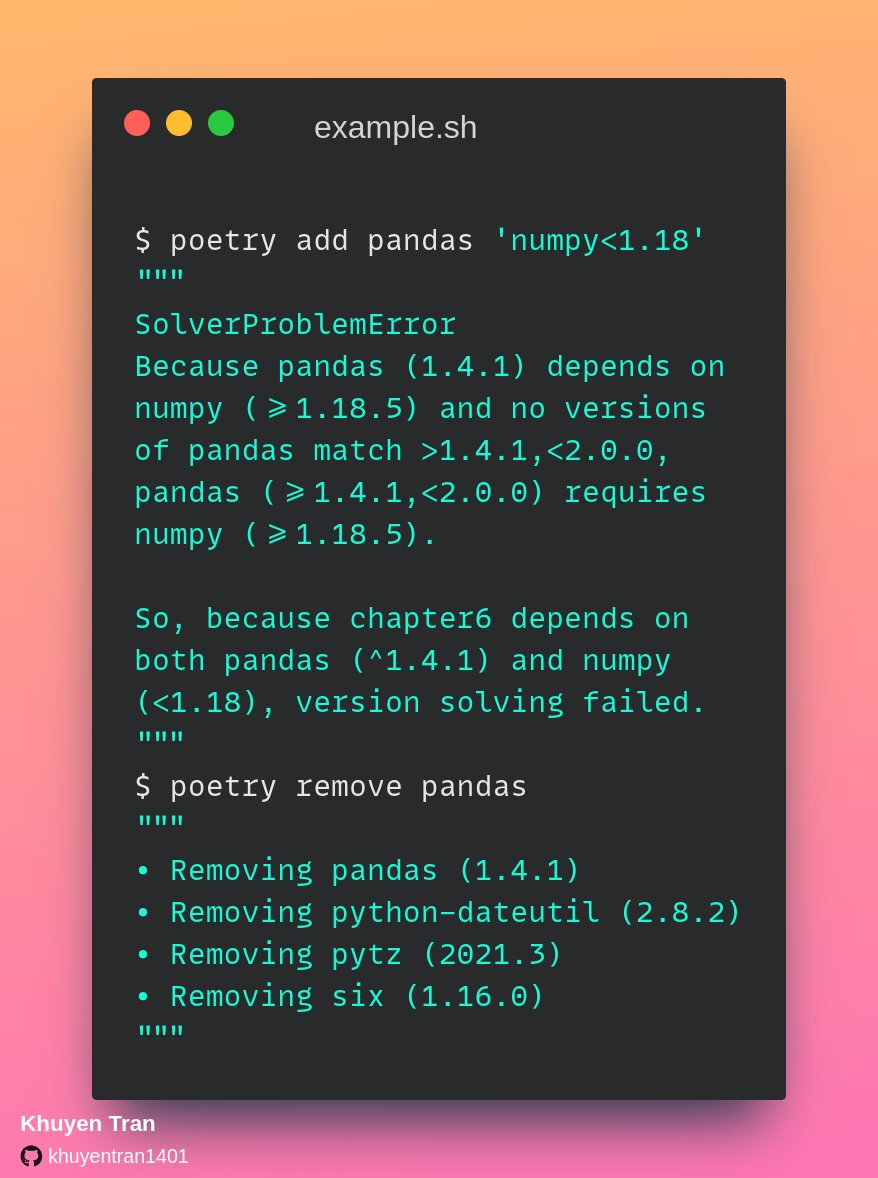 example.sh
$ poetry add pandas 'numpy<1.18'
"""
SolverProblemError
Because pandas (1.4.1) depends on
numpy (⩾1.18.5) and no versions
of pandas match >1.4.1,<2.0.0,
pandas (⩾1.4.1,<2.0.0) requires
numpy (⩾1.18.5).
So, because chapter6 depends on
both pandas (^1.4.1) and numpy
(<1.18), version solving failed.
"""
$ poetry remove pandas
"""
• Removing pandas (1.4.1)
• Removing python-dateutil (2.8.2)
• Removing pytz (2021.3)
• Removing six (1.16.0)
"""
Khuyen Tran
khuyentran1401